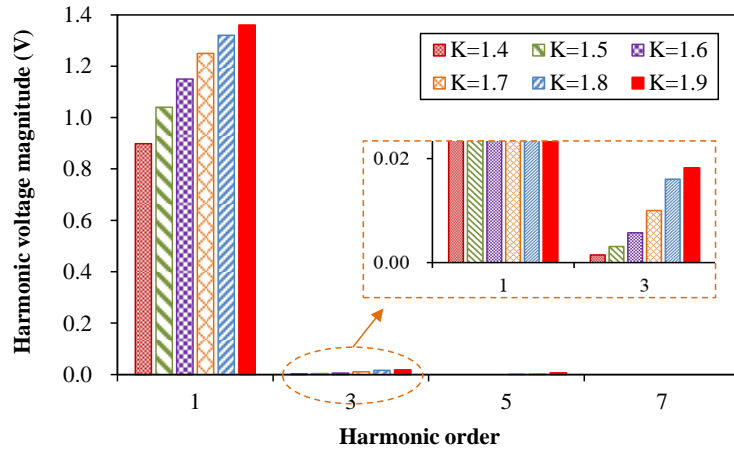 Harmonic voltage magnitude (V)
1.4
1.2
1.0
0.8
0.6
0.4
0.2
0.0
K=1.4 K=1.5 K=1.6
K=1.7 K=1.8 K=1.9
0.02
0.00
1 3
1 3 5 7
Harmonic order